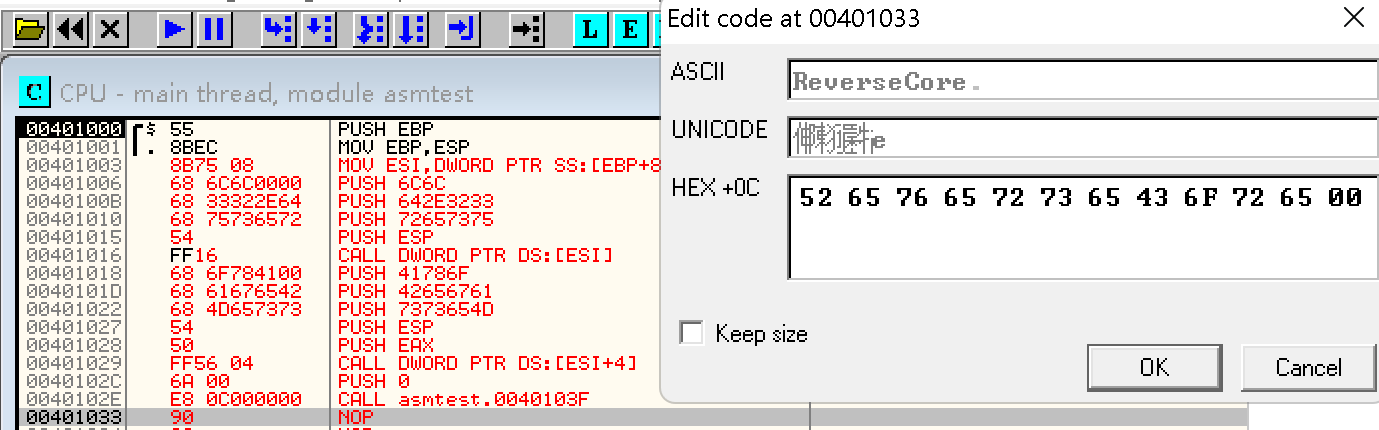 L E
C CPU - main thread, module asmtest
00401000 $ 55 PUSH EBP
00401001 . 8BEC MOV EBP,ESP
00401003 8B75 08 MOV ESI,DWORD PTR SS:[EBP+8
00401006 68 6C6C0000 PUSH 6C6C
0040100B 68 33322E64 PUSH 642E3233
00401010 68 75736572 PUSH 72657375
00401015 54 PUSH ESP
00401016 FF16 CALL DWORD PTR DS:[ESI]
00401018 68 6F784100 PUSH 41786F
0040101D 68 61676542 PUSH 42656761
00401022 68 4D657373 PUSH 7373654D
00401027 54 PUSH ESP
00401028 50 PUSH EAX
00401029 FF56 04 CALL DWORD PTR DS:[ESI+4]
0040102C 6A 00 PUSH 0
0040102E E8 0C000000 CALL asmtest.0040103F
00401033 90 NOP
Edit code at 00401033
ASCII
ReverseCore.
UNICODE
HEX +0C
52 65 76 65 72 73 65 43 6F 72 65 00
Keep size
OK Cancel